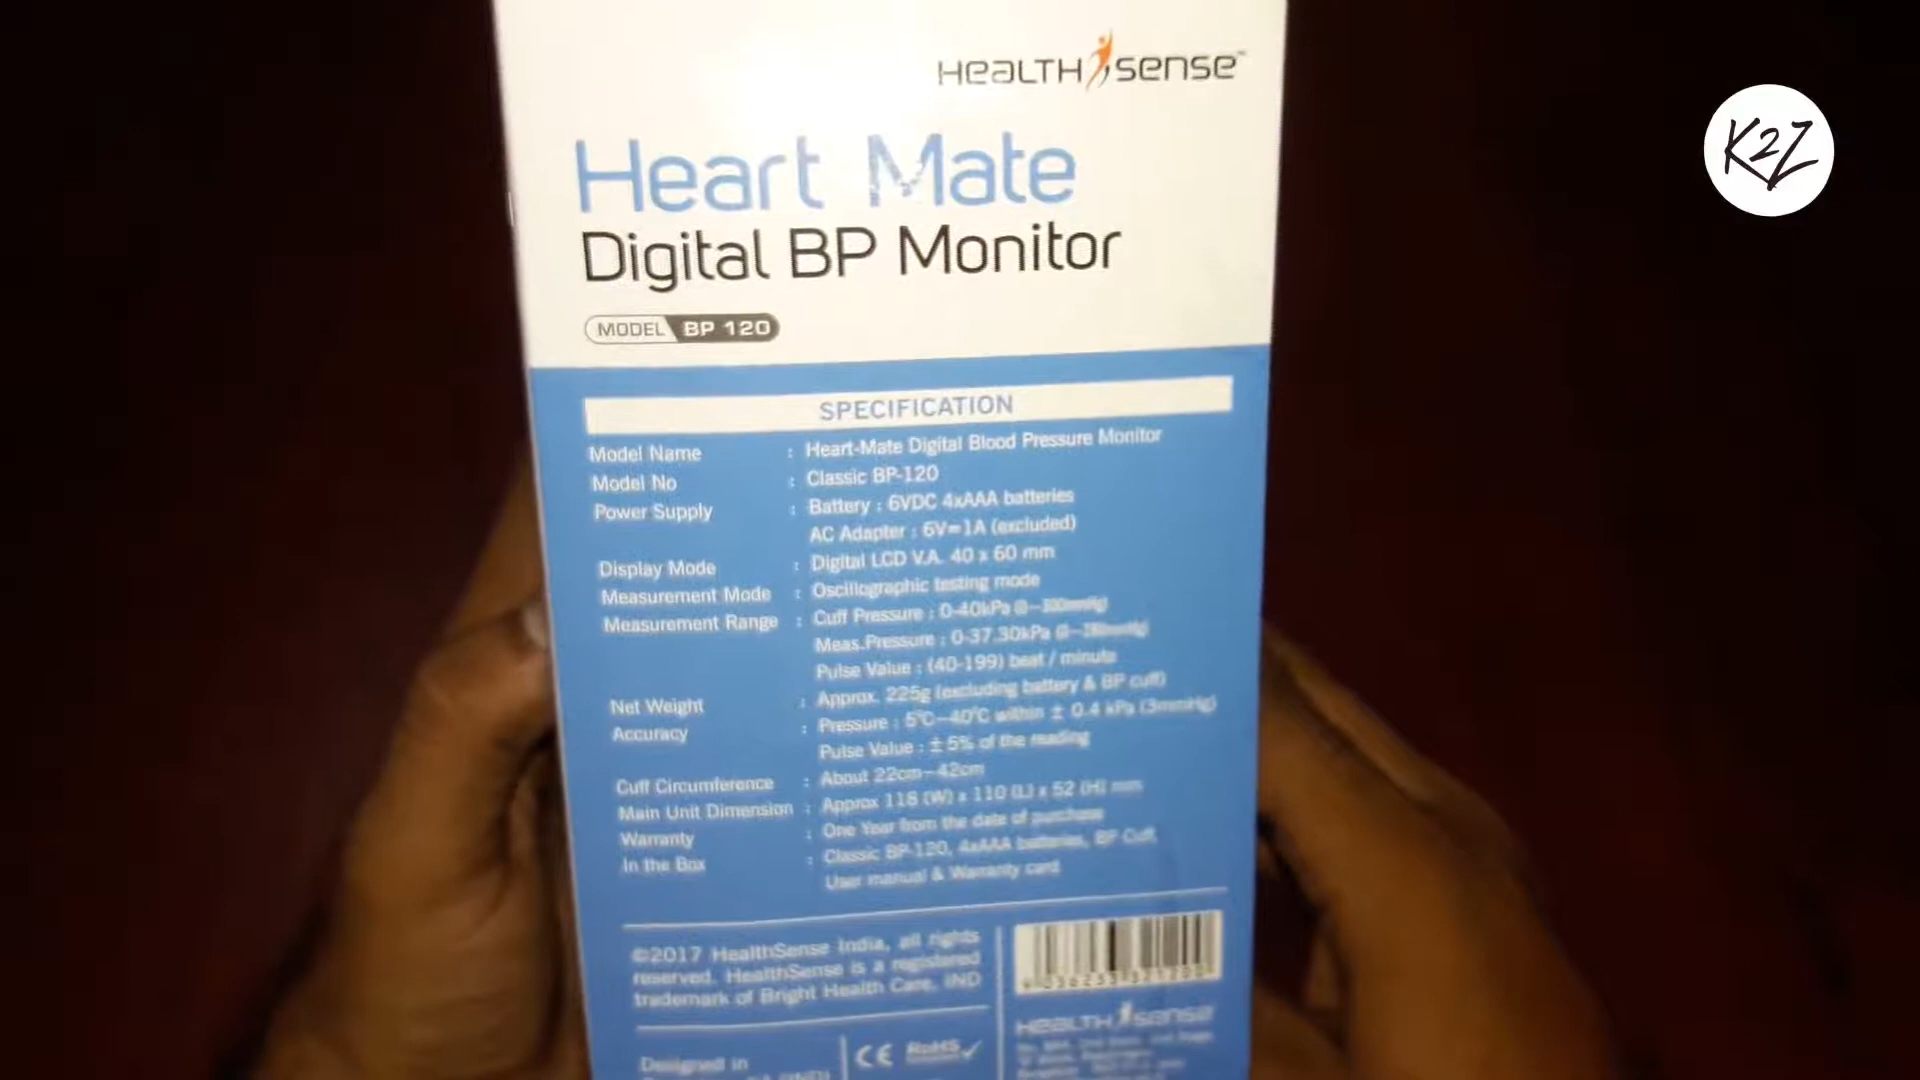 HEALTH sense™
K2Z
Heart Mate
Digital BP Monitor
MODEL BP 120
SPECIFICATION
Model Name : Heart-Mate Digital Blood Pressure Monitor
Model No : Classic BP-120
Power Supply : Battery : 6VDC 4xAAA batteries
AC Adapter : 6V=1A (excluded)
Display Mode : Digital LCD V.A. 40 x 60 mm
Measurement Mode : Oscillographic testing mode
Measurement Range : Cuff Pressure : 0-40kPa
Meas.Pressure : 0-37.30kPa
Pulse Value : (40-199) beat / minute
Net Weight : Approx. 225g (excluding battery & BP cuff)
Accuracy : Pressure : 5°C–40°C within ± 0.4 kPa (3mmHg)
Pulse Value : ± 5% of the reading
Cuff Circumference : About 22cm–42cm
Main Unit Dimension : Approx 118 (W) x 110 (L) x 52 (H) mm
Warranty : One Year from the date of purchase
In the Box : Classic BP-120, 4xAAA batteries, BP Cuff,
User manual & Warranty card
©2017 HealthSense India, all rights
reserved. HealthSense is a registered
trademark of Bright Health Care, IND
HEALTH sense
Designed in
CE RoHS